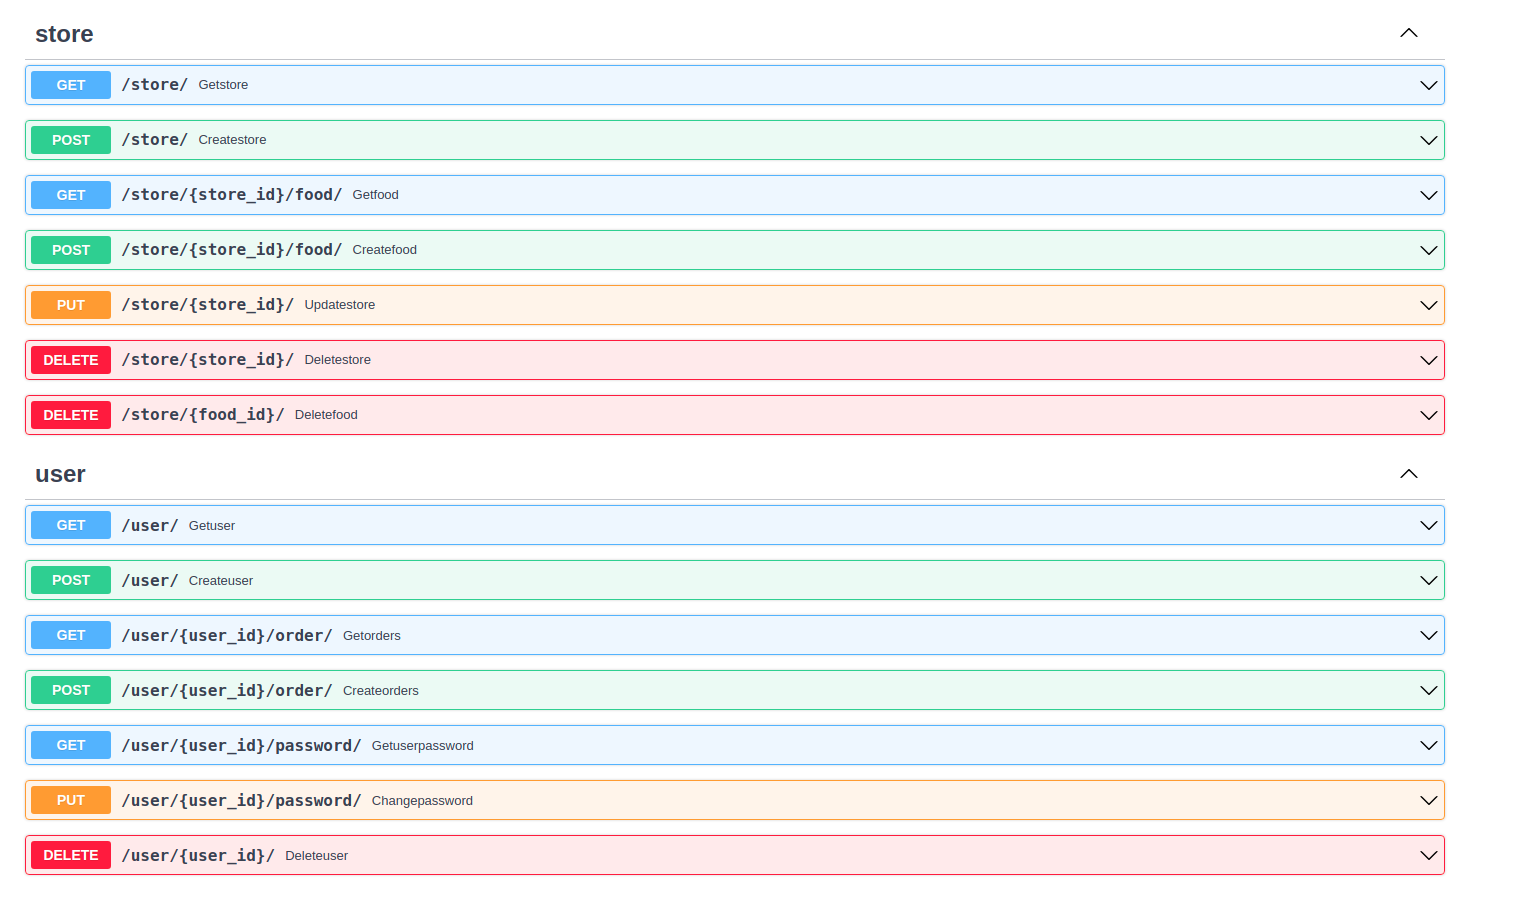 store
GET /store/ Getstore
POST /store/ Createstore
GET /store/{store_id}/food/ Getfood
POST /store/{store_id}/food/ Createfood
PUT /store/{store_id}/ Updatestore
DELETE /store/{store_id}/ Deletestore
DELETE /store/{food_id}/ Deletefood
user
GET /user/ Getuser
POST /user/ Createuser
GET /user/{user_id}/order/ Getorders
POST /user/{user_id}/order/ Createorders
GET /user/{user_id}/password/ Getuserpassword
PUT /user/{user_id}/password/ Changepassword
DELETE /user/{user_id}/ Deleteuser